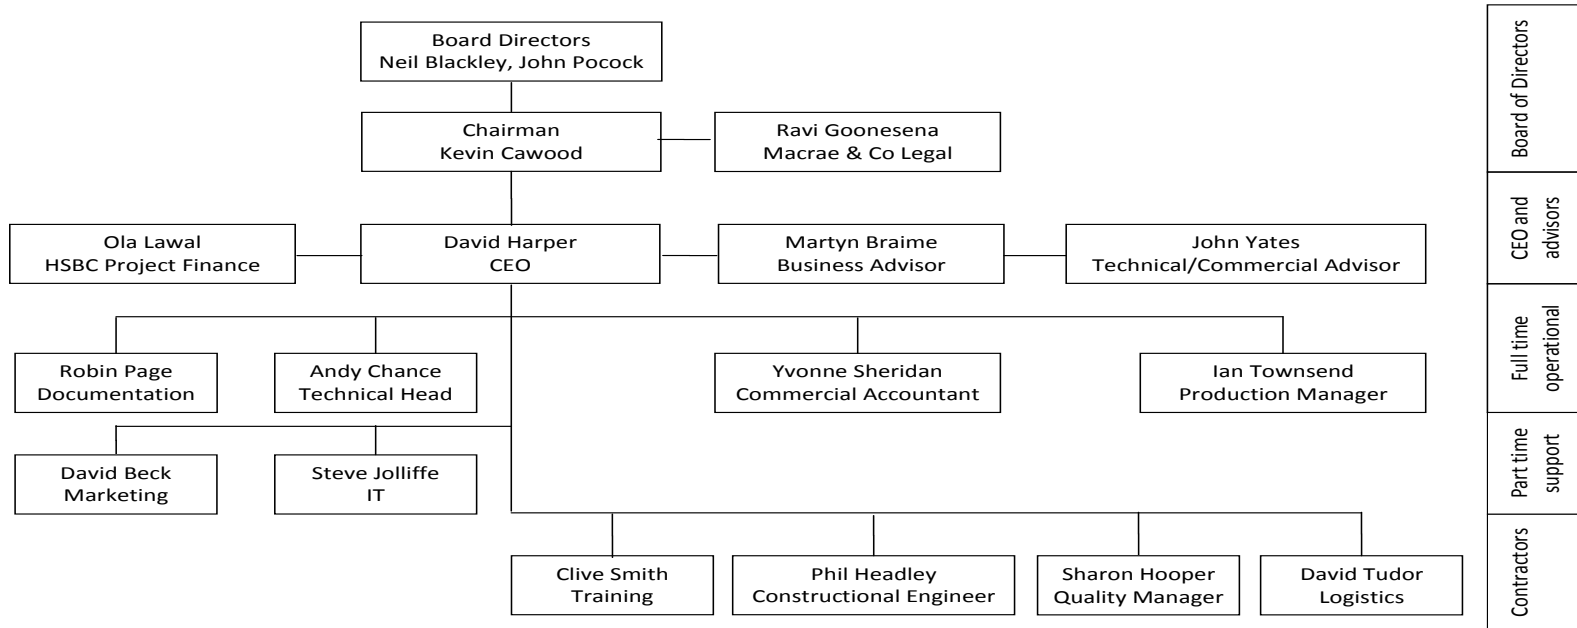 Board Directors
Neil Blackley, John Pocock
Chairman
Kevin Cawood
Ravi Goonesena
Macrae & Co Legal
Board of Directors
Ola Lawal
HSBC Project Finance
David Harper
CEO
Martyn Braime
Business Advisor
John Yates
Technical/Commercial Advisor
CEO and
advisors
Robin Page
Documentation
Andy Chance
Technical Head
Yvonne Sheridan
Commercial Accountant
Ian Townsend
Production Manager
Full time
operational
David Beck
Marketing
Steve Jolliffe
IT
Part time
support
Clive Smith
Training
Phil Headley
Constructional Engineer
Sharon Hooper
Quality Manager
David Tudor
Logistics
Contractors